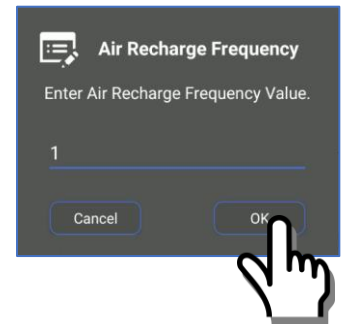 Air Recharge Frequency
Enter Air Recharge Frequency Value.
1
Cancel
OK